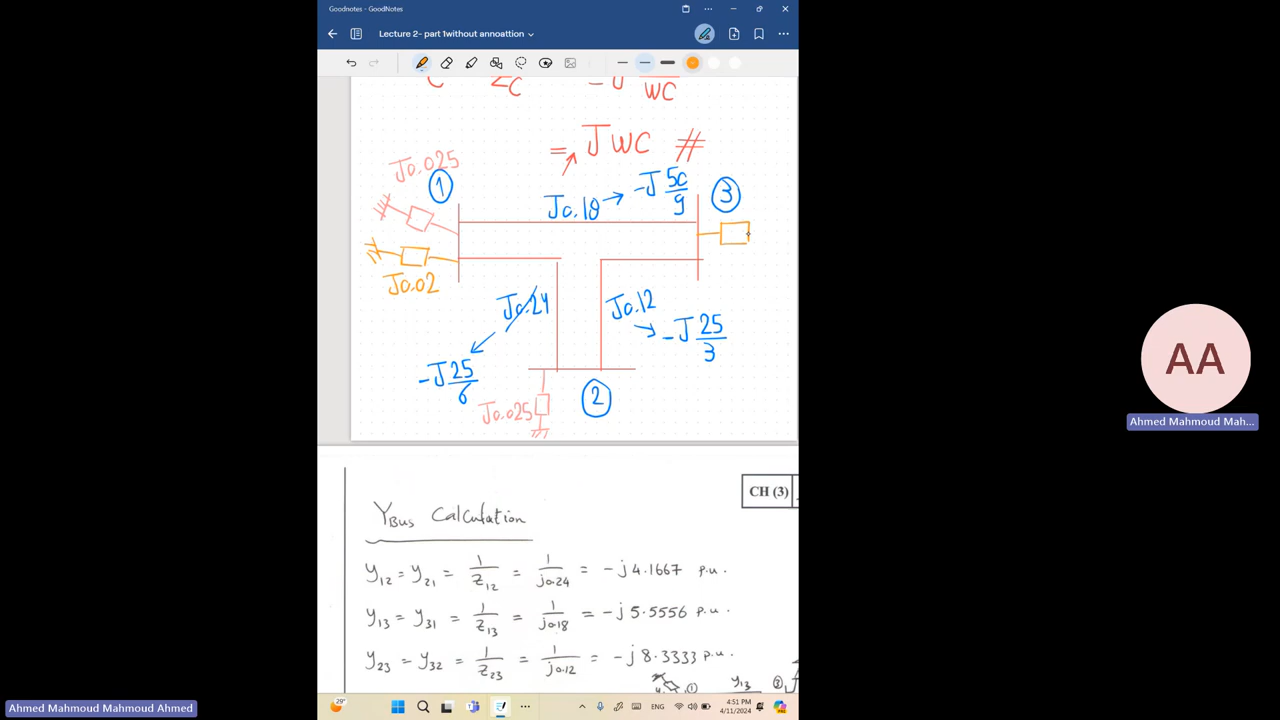 Goodnotes - GoodNotes
Lecture 2- part 1without annoattion
WC
= JWC #
J0.025
①
J0.18 → -J 50/9
③
J0.02
J0.24
J0.12
→ -J 25/3
-J 25/6
②
J0.025
AA
Ahmed Mahmoud Mah...
CH (3)
YBus Calculation
y12 = y21 = 1/z12 = 1/j0.24 = -j 4.1667 p.u.
y13 = y31 = 1/z13 = 1/j0.18 = -j 5.5556 p.u.
y23 = y32 = 1/z23 = 1/j0.12 = -j 8.3333 p.u.
① y13 ③
Ahmed Mahmoud Mahmoud Ahmed
29°
ENG
4:51 PM
4/11/2024